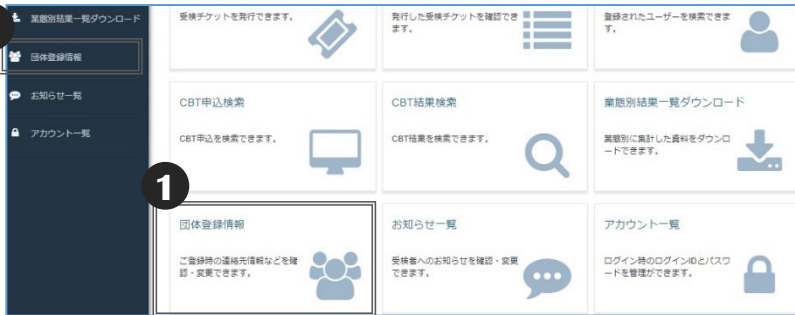 業態別結果一覧ダウンロード
団体登録情報
お知らせ一覧
アカウント一覧
受検チケットを発行できます。
発行した受検チケットを確認でき
ます。
登録されたユーザーを検索できま
す。
CBT申込検索
CBT申込を検索できます。
CBT結果検索
CBT結果を検索できます。
業態別結果一覧ダウンロード
業態別に集計した資料をダウンロ
ードできます。
1
団体登録情報
ご登録時の連絡先情報などを確
認・変更できます。
お知らせ一覧
受検者へのお知らせを確認・変更
できます。
アカウント一覧
ログイン時のログインIDとパスワ
ードを管理ができます。